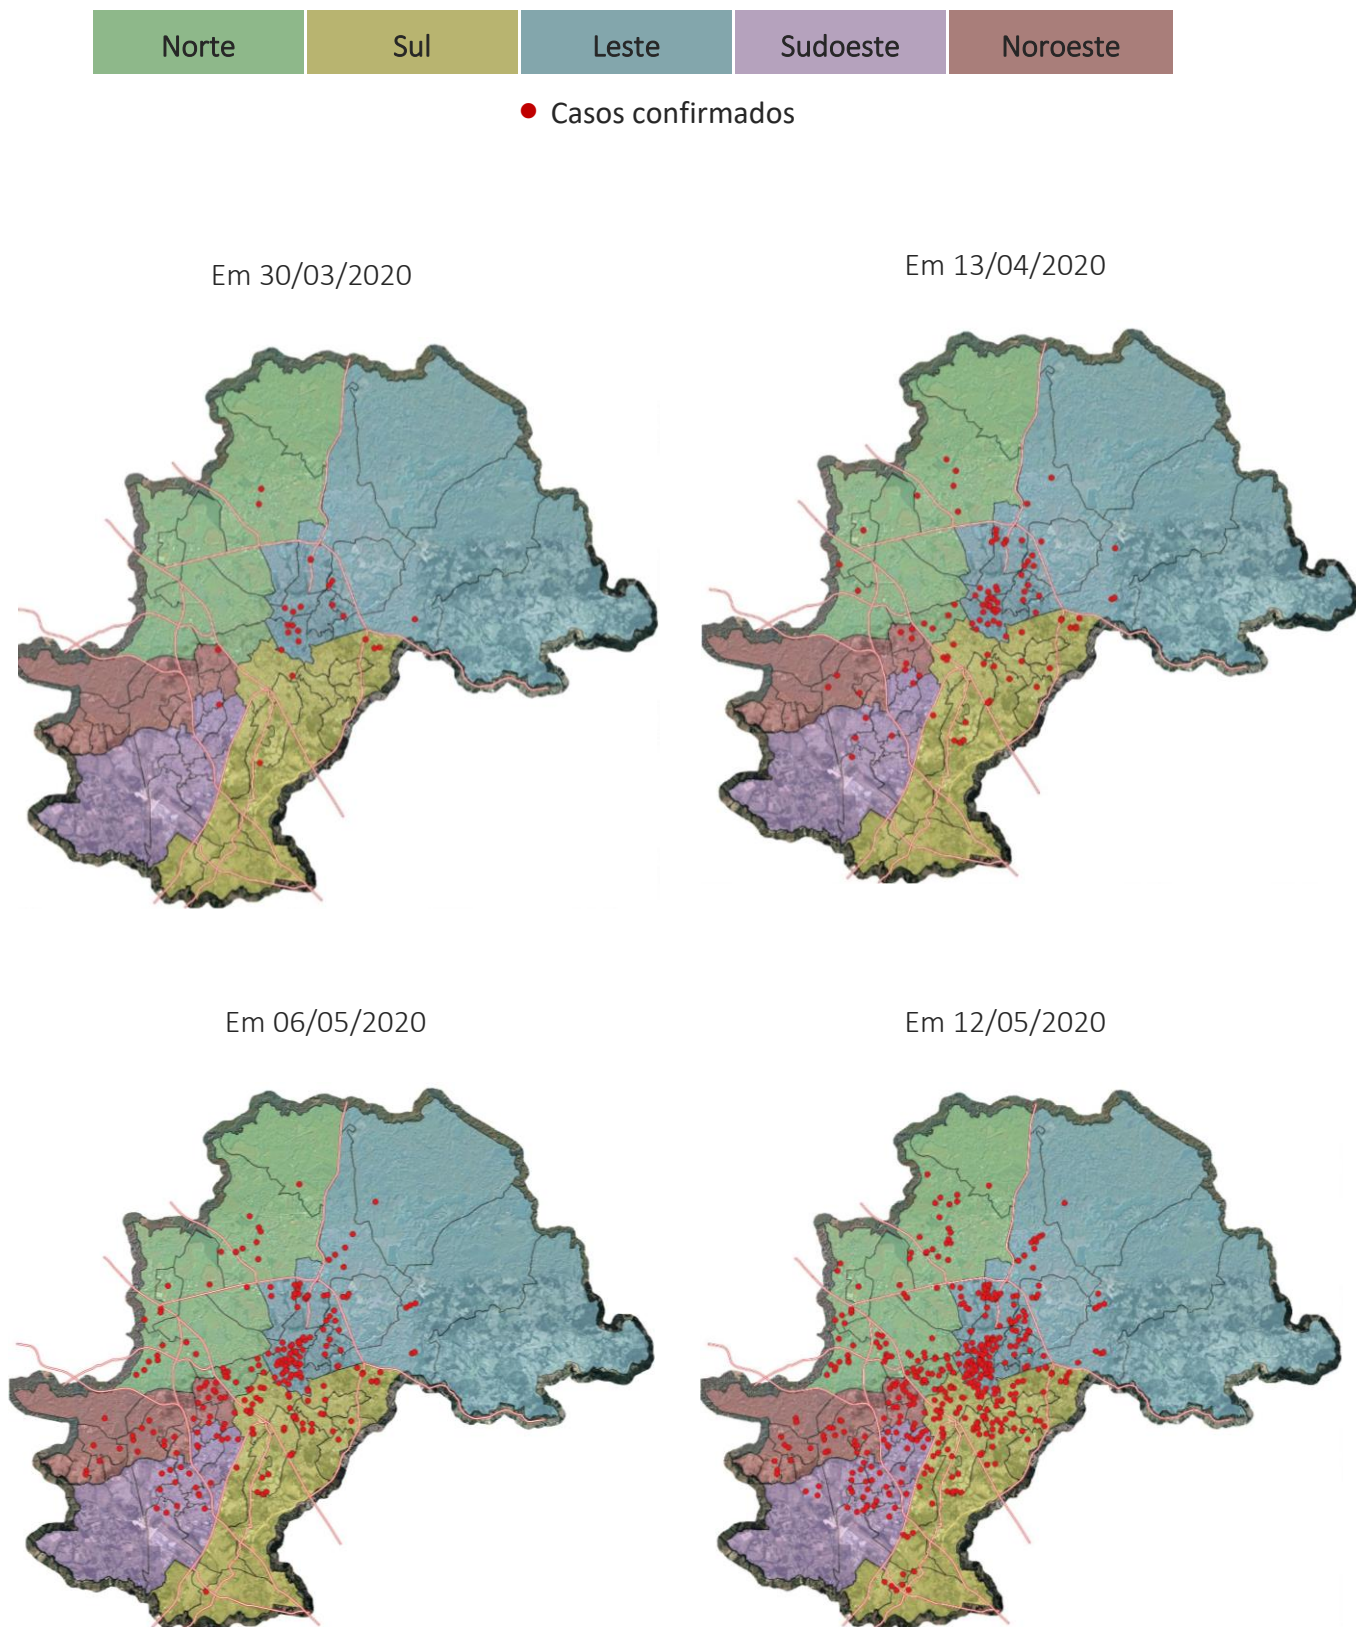 Norte Sul Leste Sudoeste Noroeste
Casos confirmados
Em 30/03/2020
Em 13/04/2020
Em 06/05/2020
Em 12/05/2020